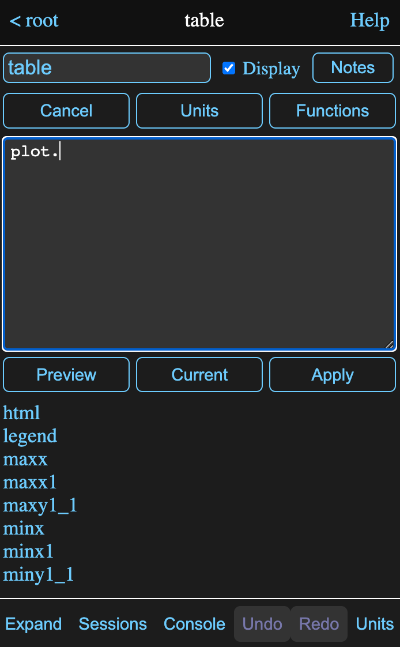 < root table Help
table Display Notes
Cancel Units Functions
plot.
Preview Current Apply
html
legend
maxx
maxx1
maxy1_1
minx
minx1
miny1_1
Expand Sessions Console Undo Redo Units